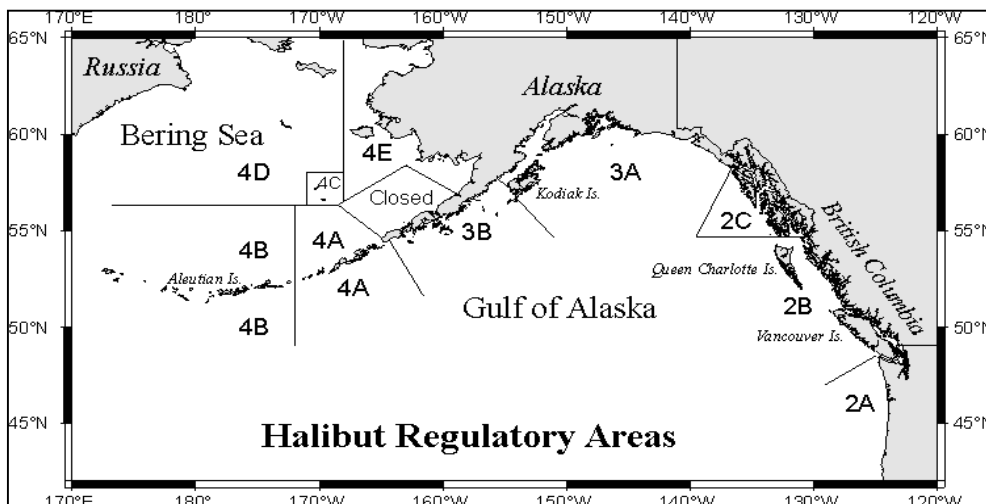 170°E 180° 170°W 160°W 150°W 140°W 130°W 120°W
65°N 65°N
Russia
Alaska
Bering Sea
60°N 4E 60°N
4D 3A
4C
Closed
Kodiak Is.
British Columbia
55°N 4B 4A 3B 2C 55°N
Aleutian Is. 4A Queen Charlotte Is.
Gulf of Alaska 2B
50°N 4B 50°N
Vancouver Is.
2A
45°N 45°N
Halibut Regulatory Areas
170°E 180° 170°W 160°W 150°W 140°W 130°W 120°W